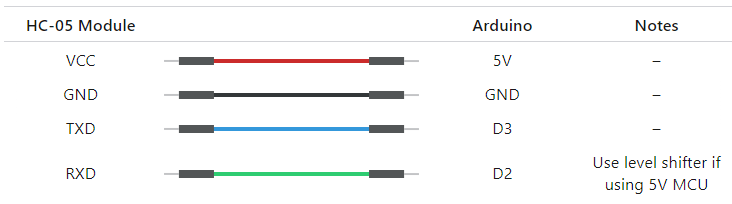 HC-05 Module Arduino Notes
VCC 5V –
GND GND –
TXD D3 –
RXD D2 Use level shifter if
using 5V MCU